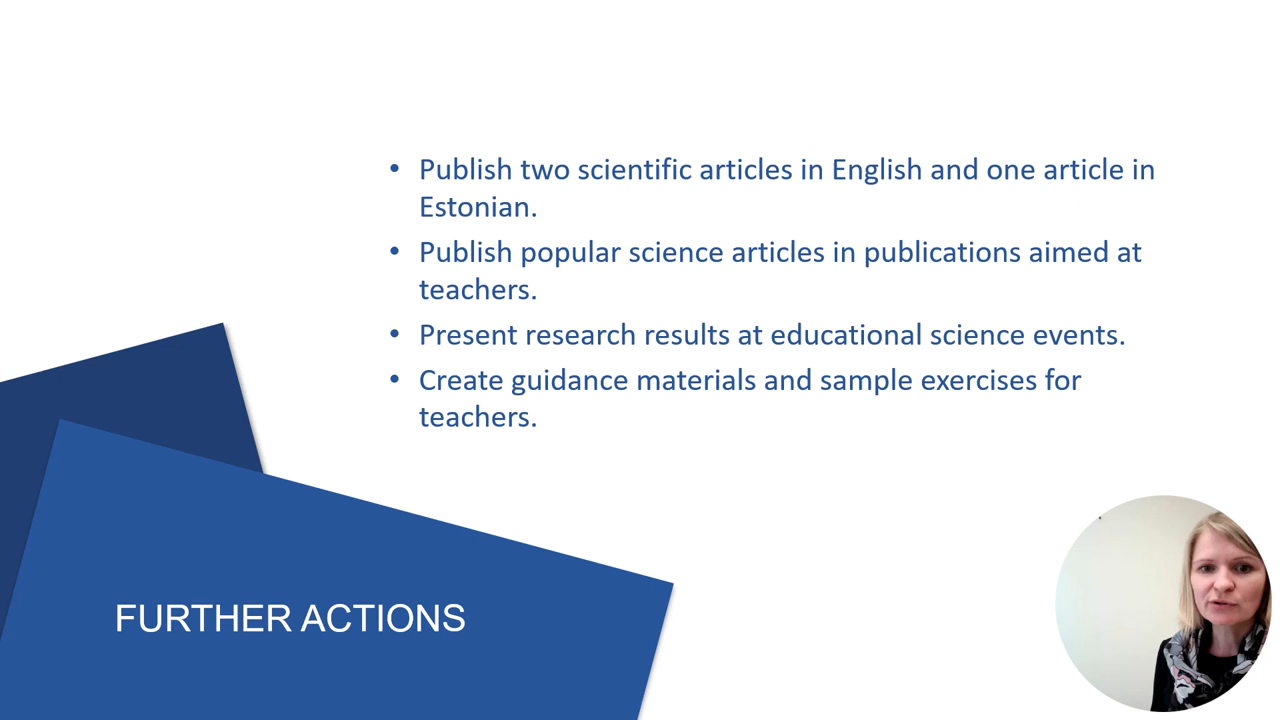 • Publish two scientific articles in English and one article in
Estonian.
• Publish popular science articles in publications aimed at
teachers.
• Present research results at educational science events.
• Create guidance materials and sample exercises for
teachers.
FURTHER ACTIONS